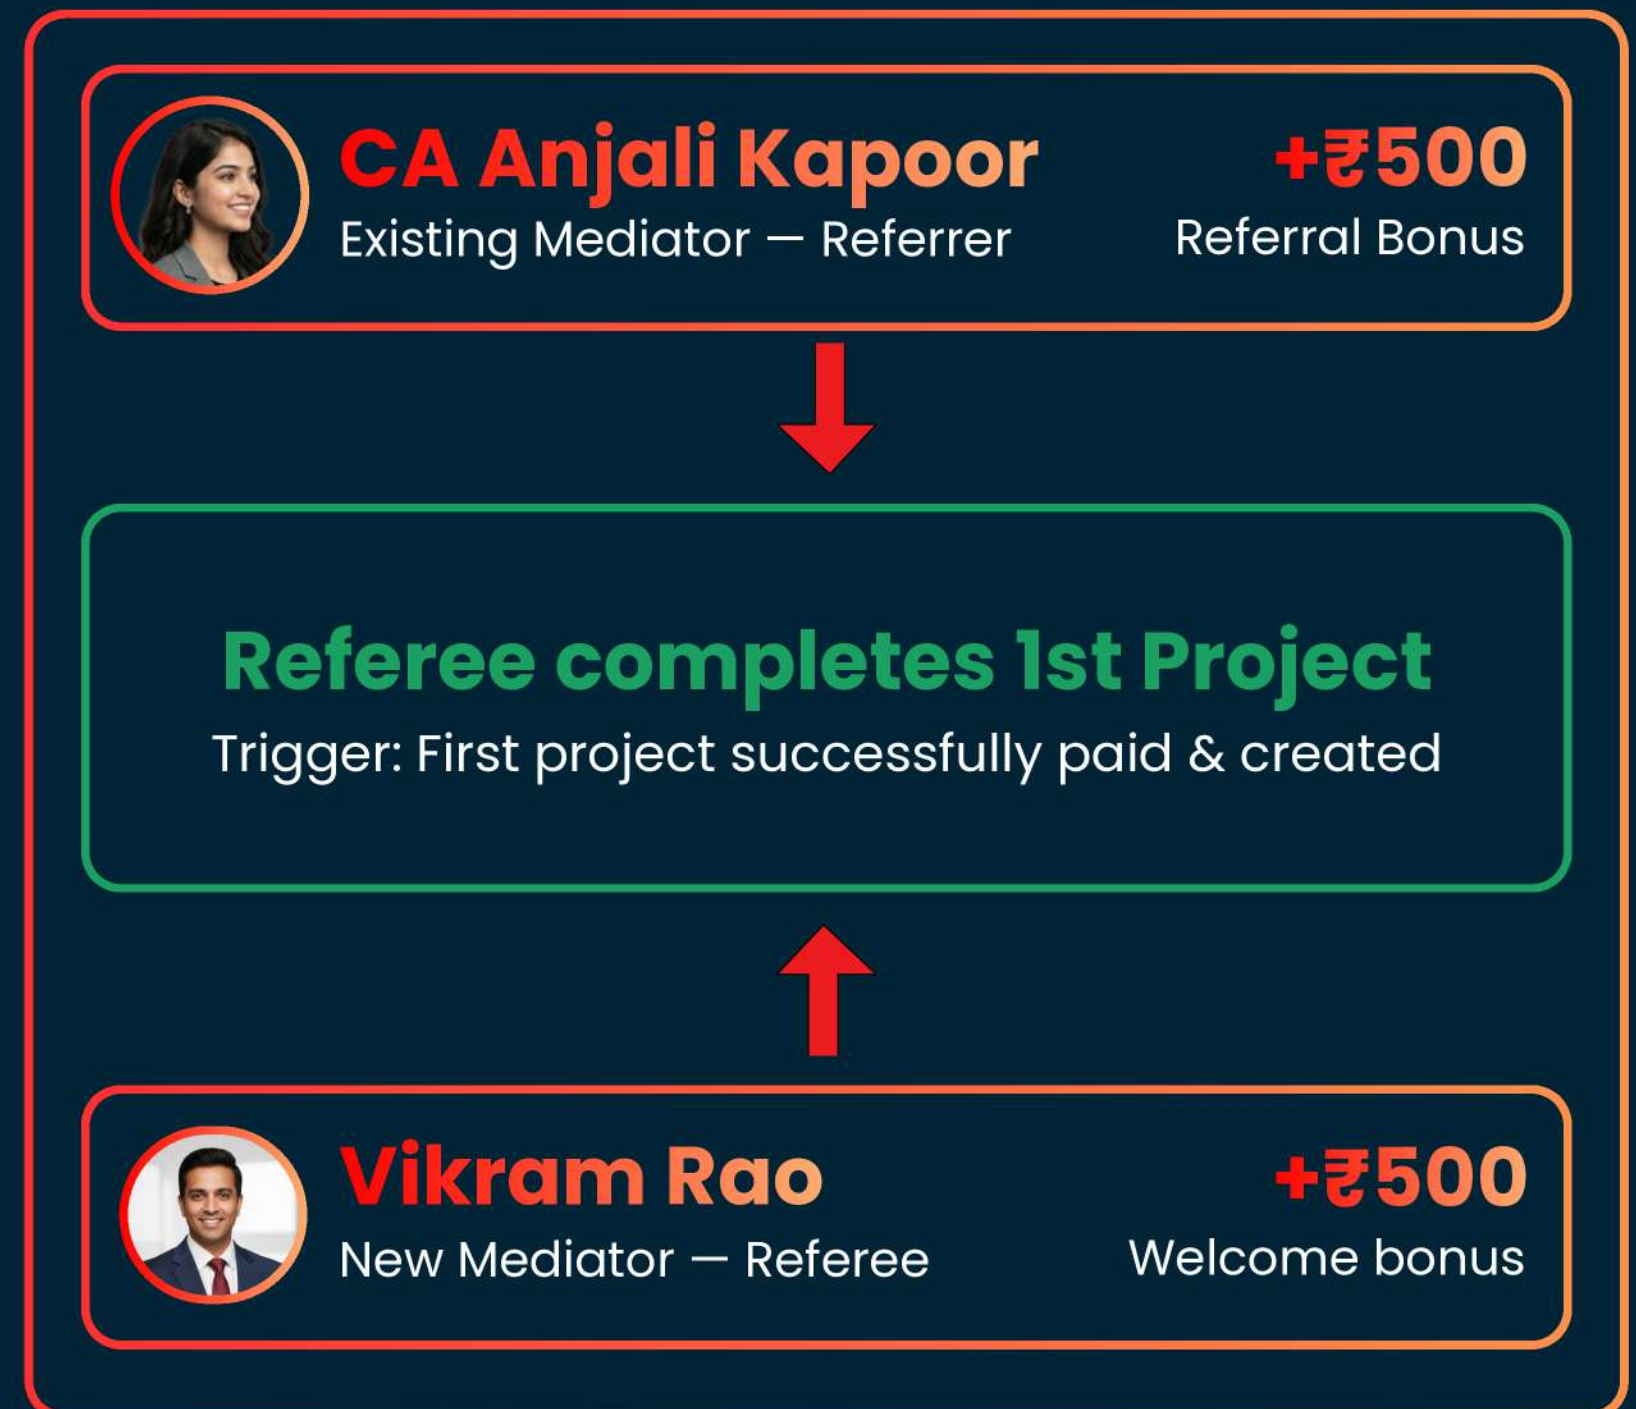 CA Anjali Kapoor
+₹500
Existing Mediator — Referrer
Referral Bonus
Referee completes 1st Project
Trigger: First project successfully paid & created
Vikram Rao
+₹500
New Mediator — Referee
Welcome bonus